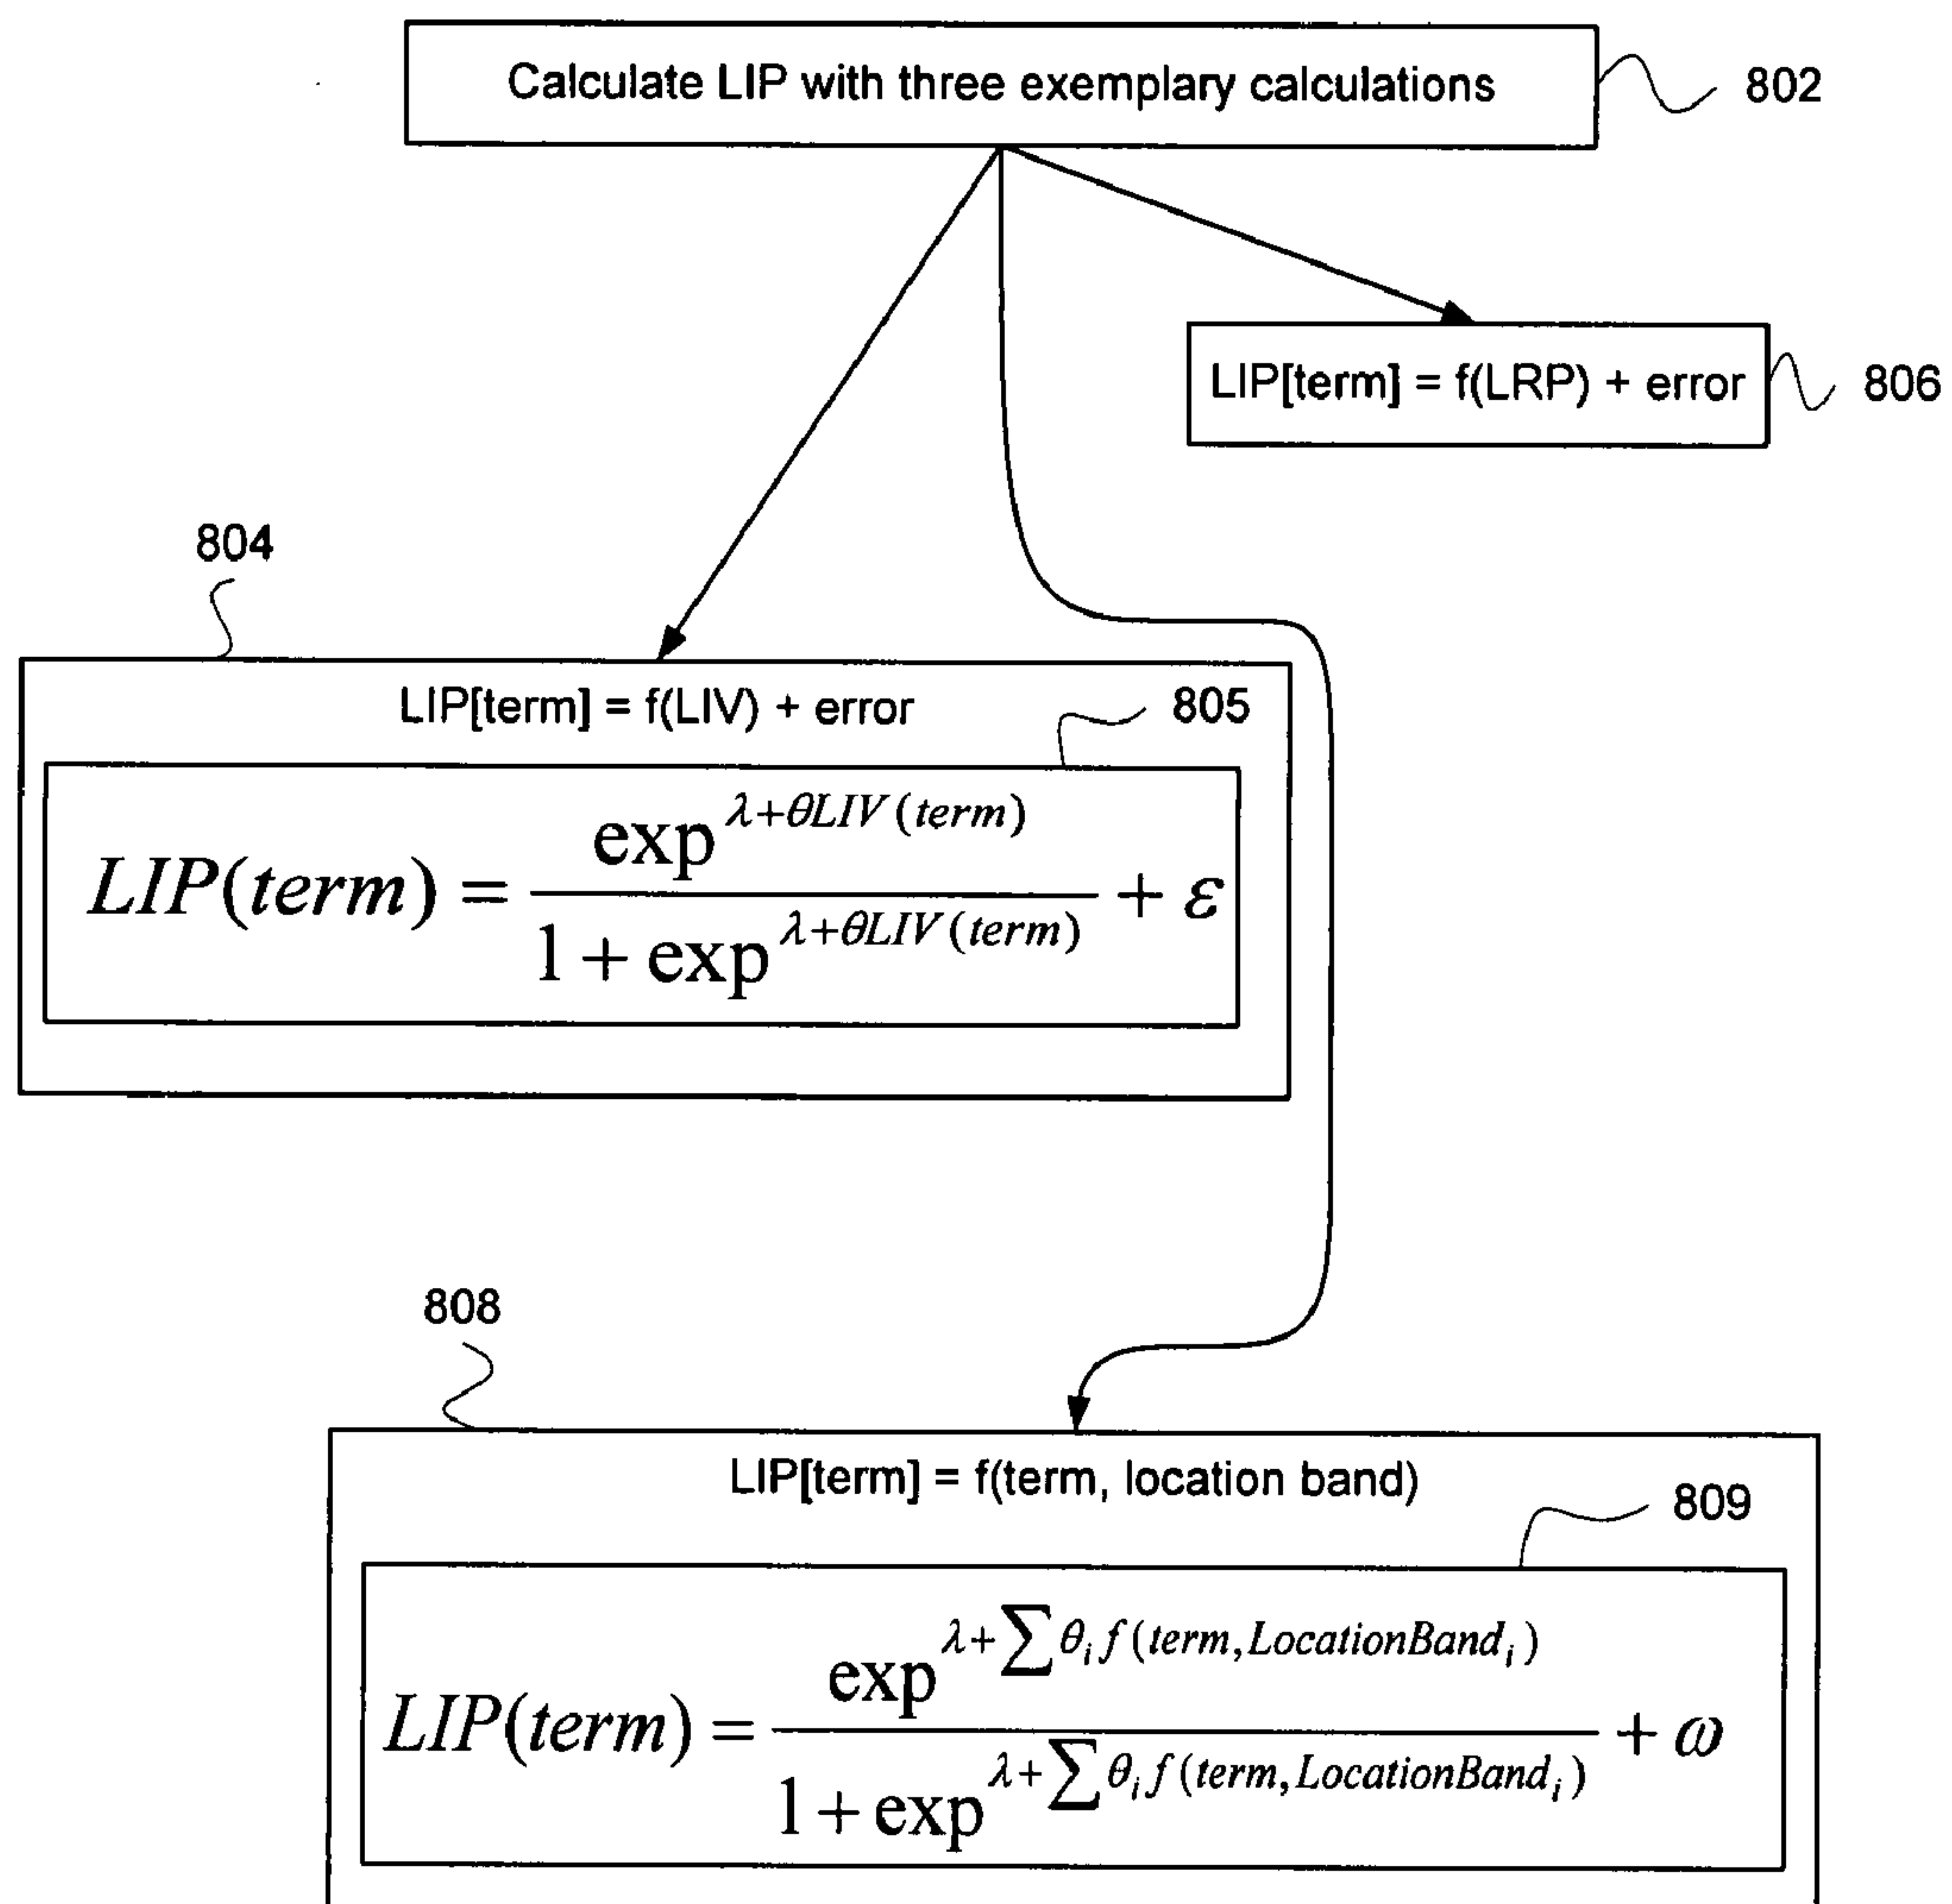 Calculate LIP with three exemplary calculations
802
LIP[term] = f(LRP) + error
806
804
LIP[term] = f(LIV) + error
805
LIP(term) = \frac{exp^{λ+θLIV(term)}}{1 + exp^{λ+θLIV(term)}} + ε
808
LIP[term] = f(term, location band)
809
LIP(term) = \frac{exp^{λ+∑θ_i f(term,LocationBand_i)}}{1 + exp^{λ+∑θ_i f(term,LocationBand_i)}} + ω